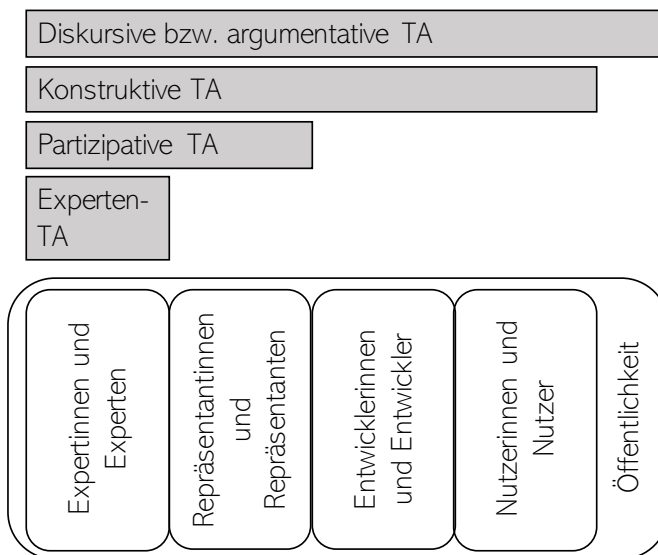 Diskursive bzw. argumentative TA
Konstruktive TA
Partizipative TA
Experten-
TA
Expertinnen und
Experten
Repräsentantinnen
und
Repräsentanten
Entwicklerinnen
und Entwickler
Nutzerinnen und
Nutzer
Öffentlichkeit